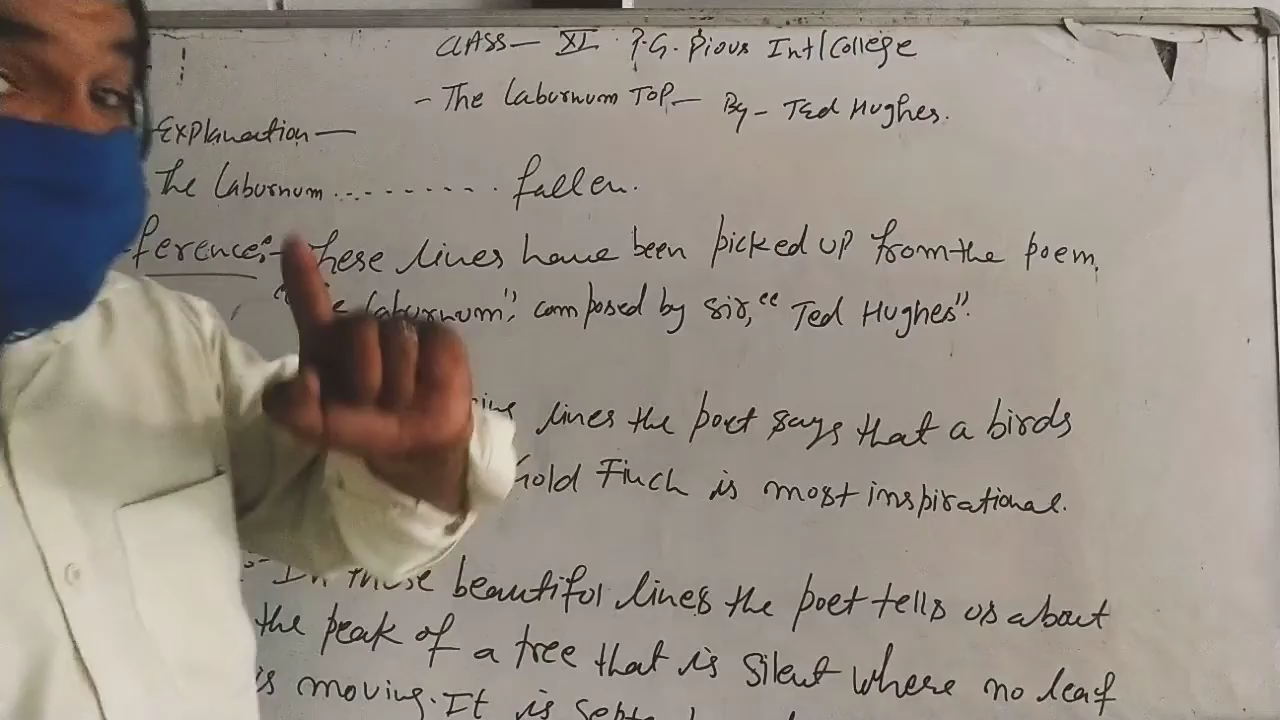 CLASS— XI P.G. Pious Int/College
- The Laburnum Top— By- Ted Hughes.
Explanation—
The Laburnum .......... fallen.
ference:- These lines have been picked up from the poem,
Laburnum", composed by sir, "Ted Hughes".
lines the poet says that a birds
Gold Finch is most inspirational.
:- In these beautiful lines the poet tells us about
the peak of a tree that is silent where no leaf
is moving. It is